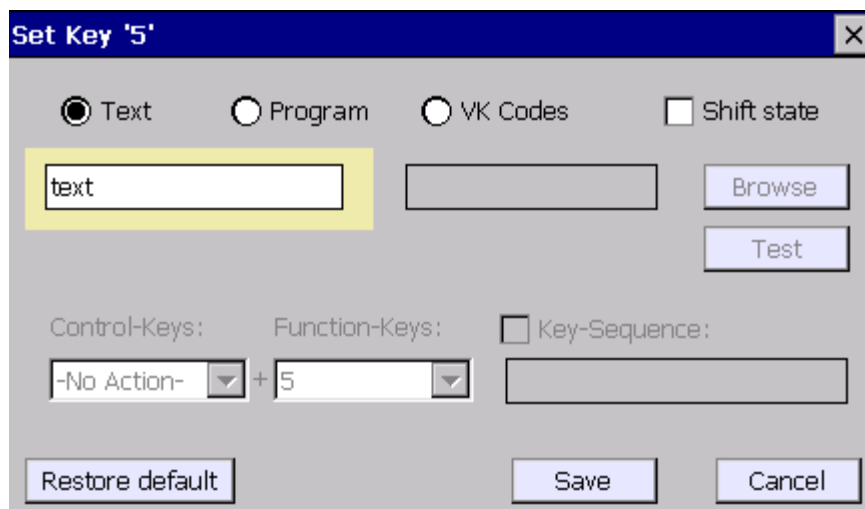 Set Key '5'
Text Program VK Codes Shift state
text Browse
Test
Control-Keys: Function-Keys: Key-Sequence:
-No Action- + 5
Restore default Save Cancel